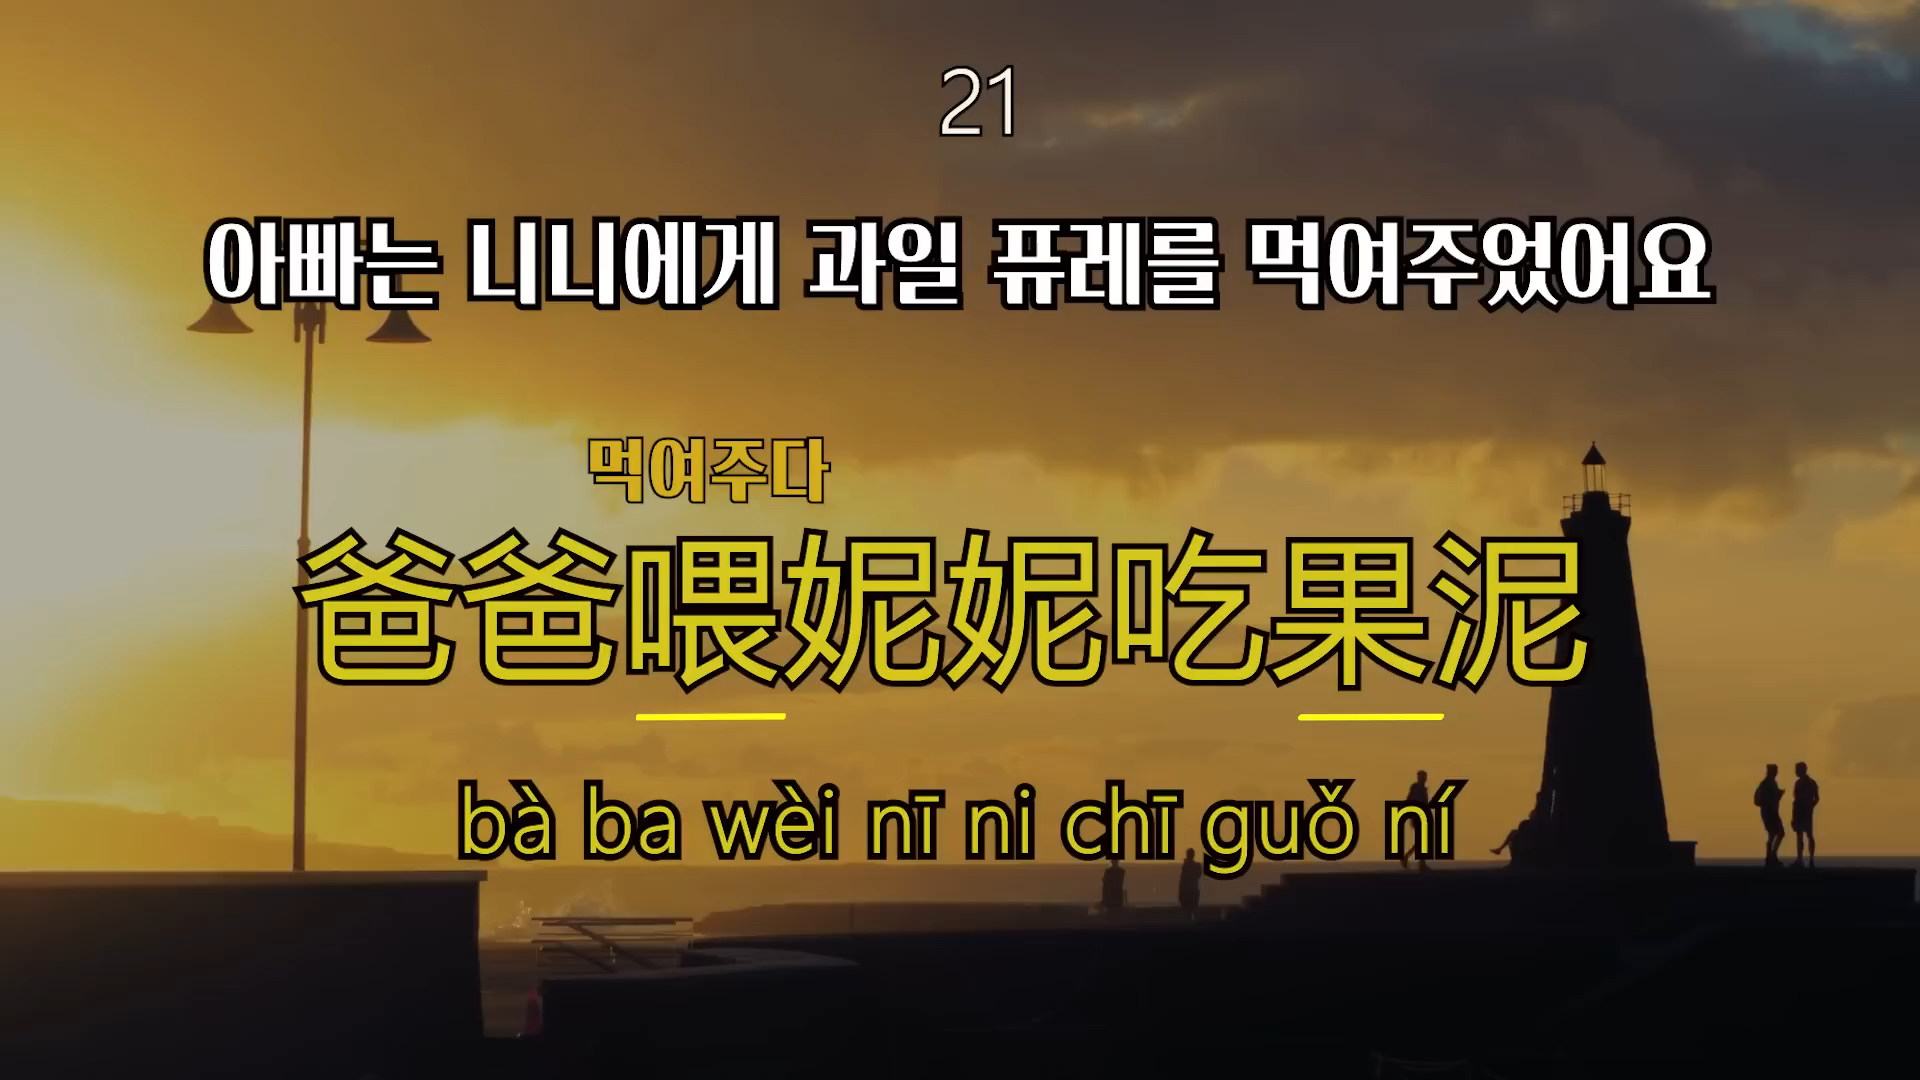 21
아빠는 니니에게 과일 퓨레를 먹여주었어요
먹여주다
爸爸喂妮妮吃果泥
bà ba wèi nī ni chī guǒ ní